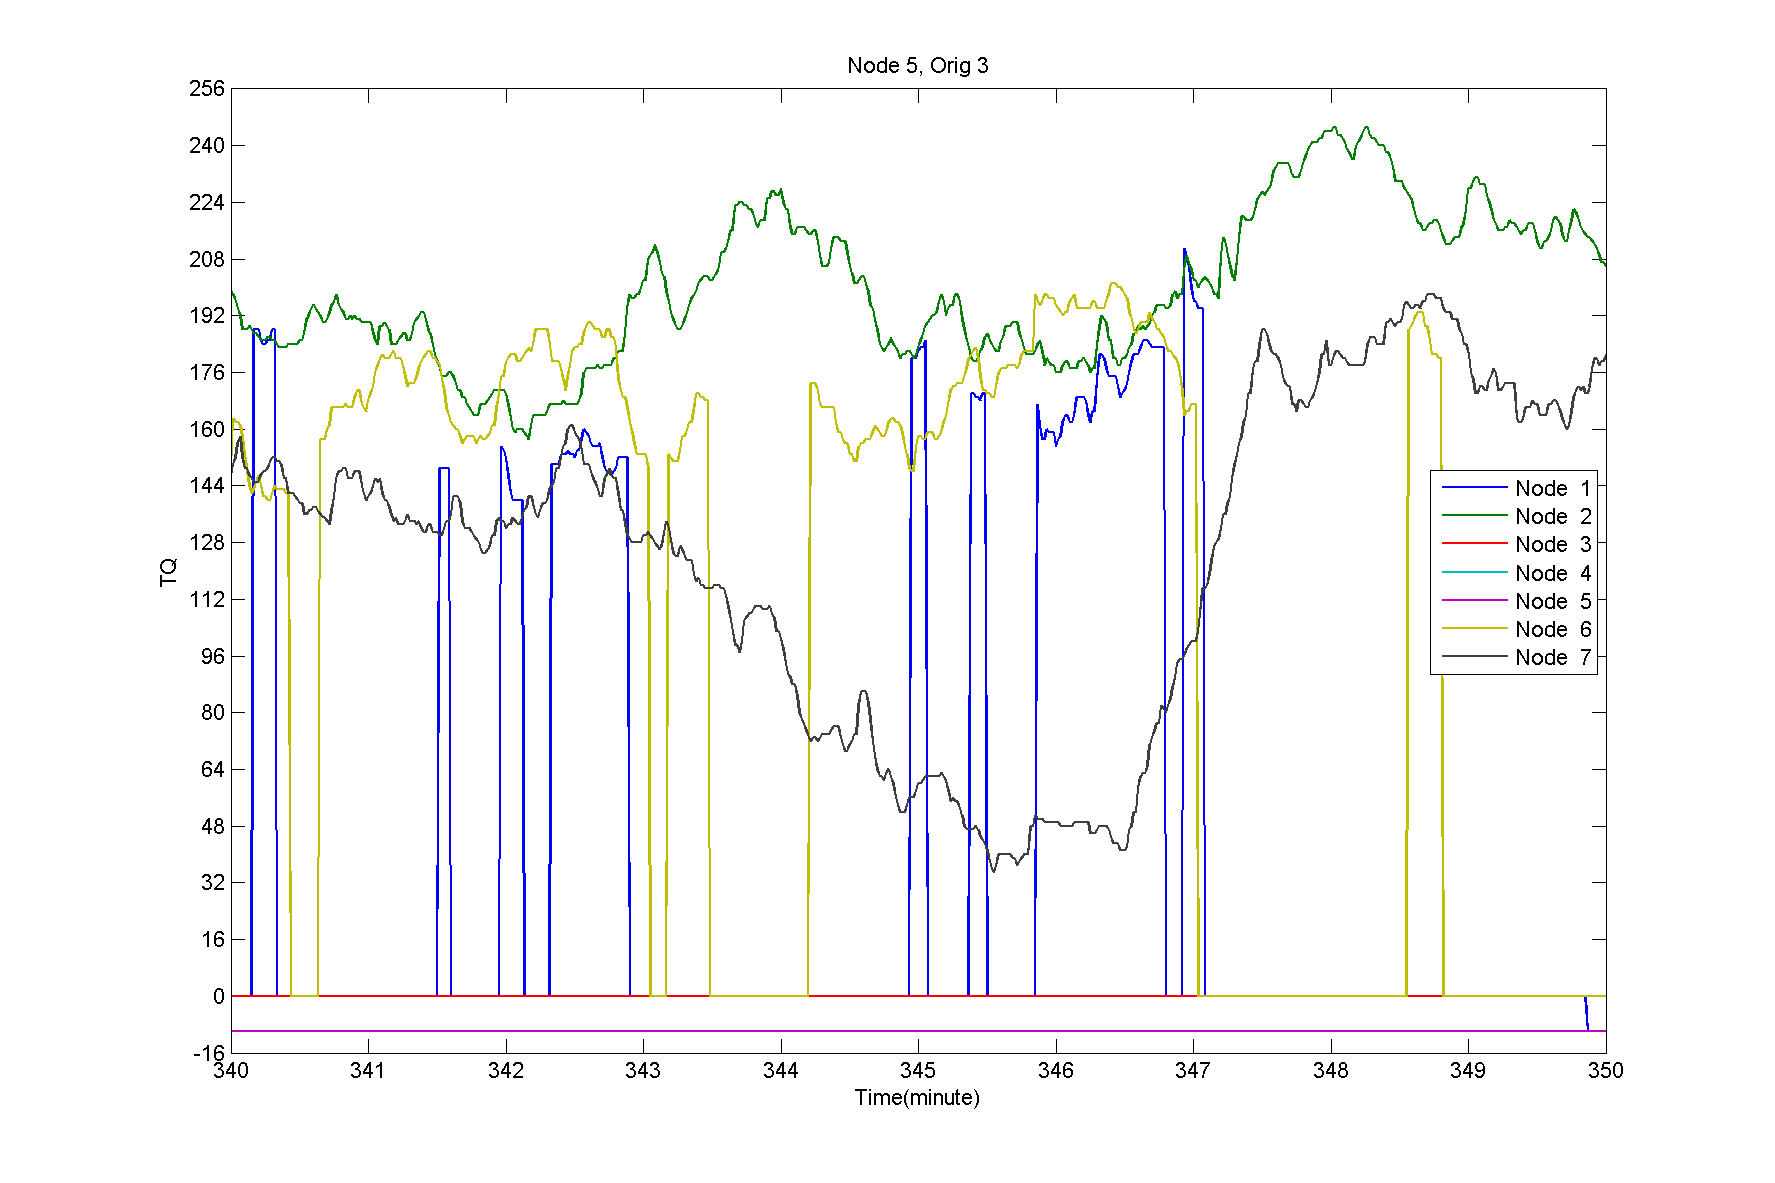 Node 5, Orig 3
256
240
224
208
192
176
160
144
128
112
96
80
64
48
32
16
0
-16
TQ
Node 1
Node 2
Node 3
Node 4
Node 5
Node 6
Node 7
340 341 342 343 344 345 346 347 348 349 350
Time(minute)